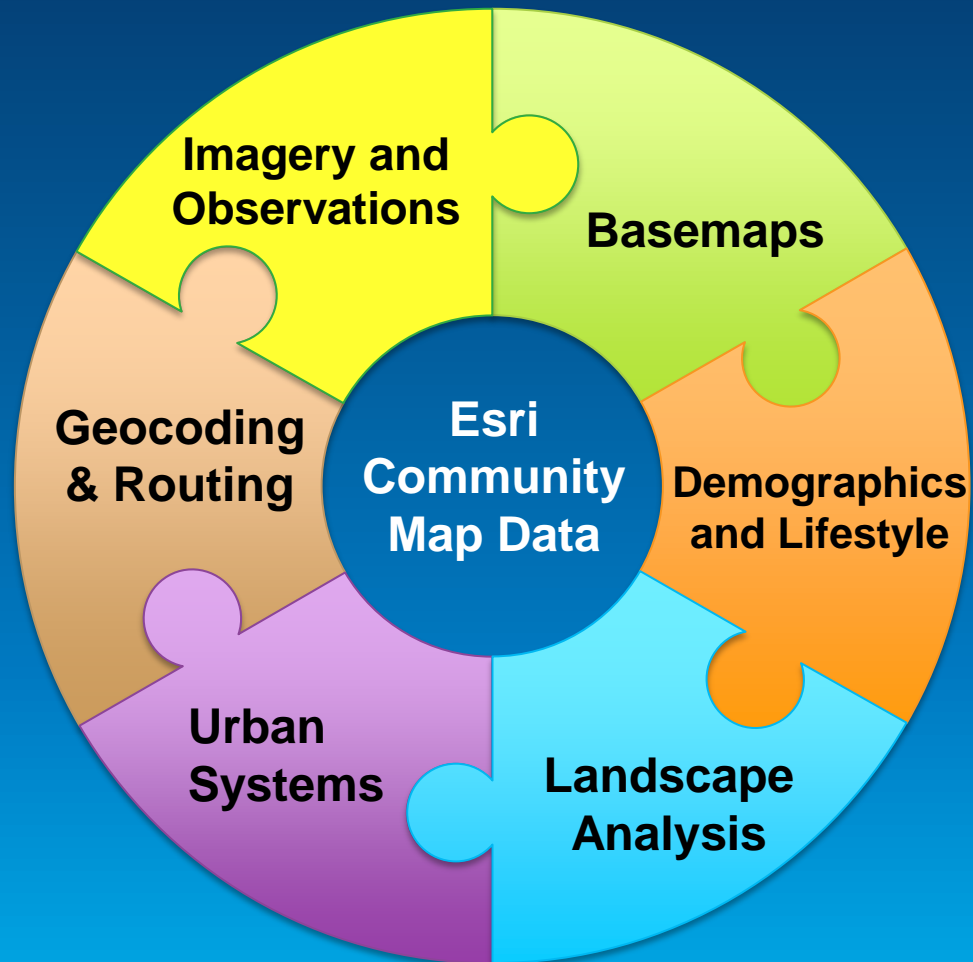 Imagery and
Observations
Basemaps
Geocoding
& Routing
Esri
Community
Map Data
Demographics
and Lifestyle
Urban
Systems
Landscape
Analysis